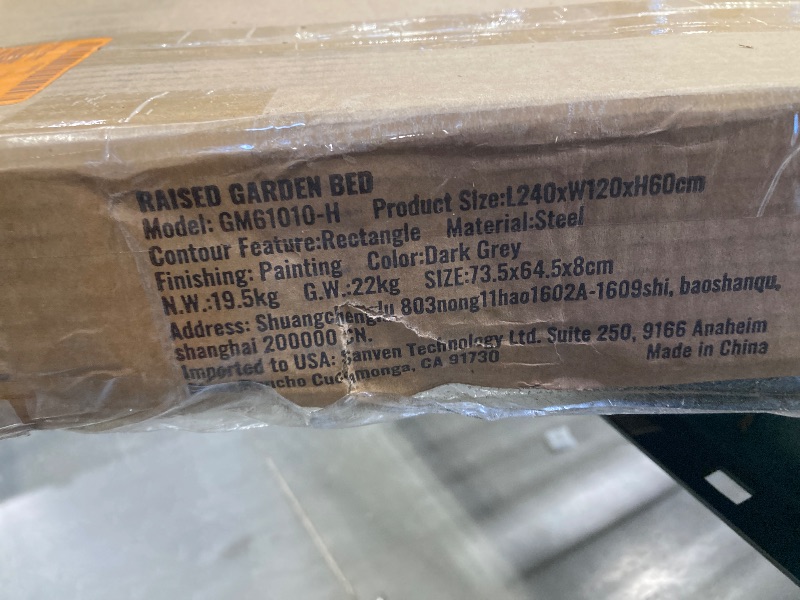 RAISED GARDEN BED
Model: GM61010-H Product Size:L240xW120xH60cm
Contour Feature:Rectangle Material:Steel
Finishing: Painting Color:Dark Grey
N.W.:19.5kg G.W.:22kg SIZE:73.5x64.5x8cm
Address: 803nong11hao1602A-1609shi, baoshanqu,
shanghai 200000 CN.
Imported to USA: Sanven Technology Ltd. Suite 250, 9166 Anaheim
CA 91730 Made in China